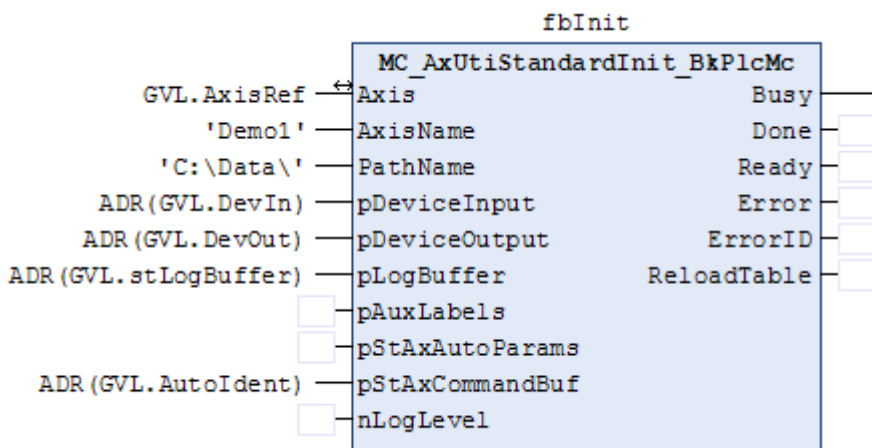 fbInit
MC_AxUtiStandardInit_BkPlcMc
GVL.AxisRef Axis Busy
'Demo1' AxisName Done
'C:\Data\' PathName Ready
ADR(GVL.DevIn) pDeviceInput Error
ADR(GVL.DevOut) pDeviceOutput ErrorID
ADR(GVL.stLogBuffer) pLogBuffer ReloadTable
pAuxLabels
pStAxAutoParams
ADR(GVL.AutoIdent) pStAxCommandBuf
nLogLevel